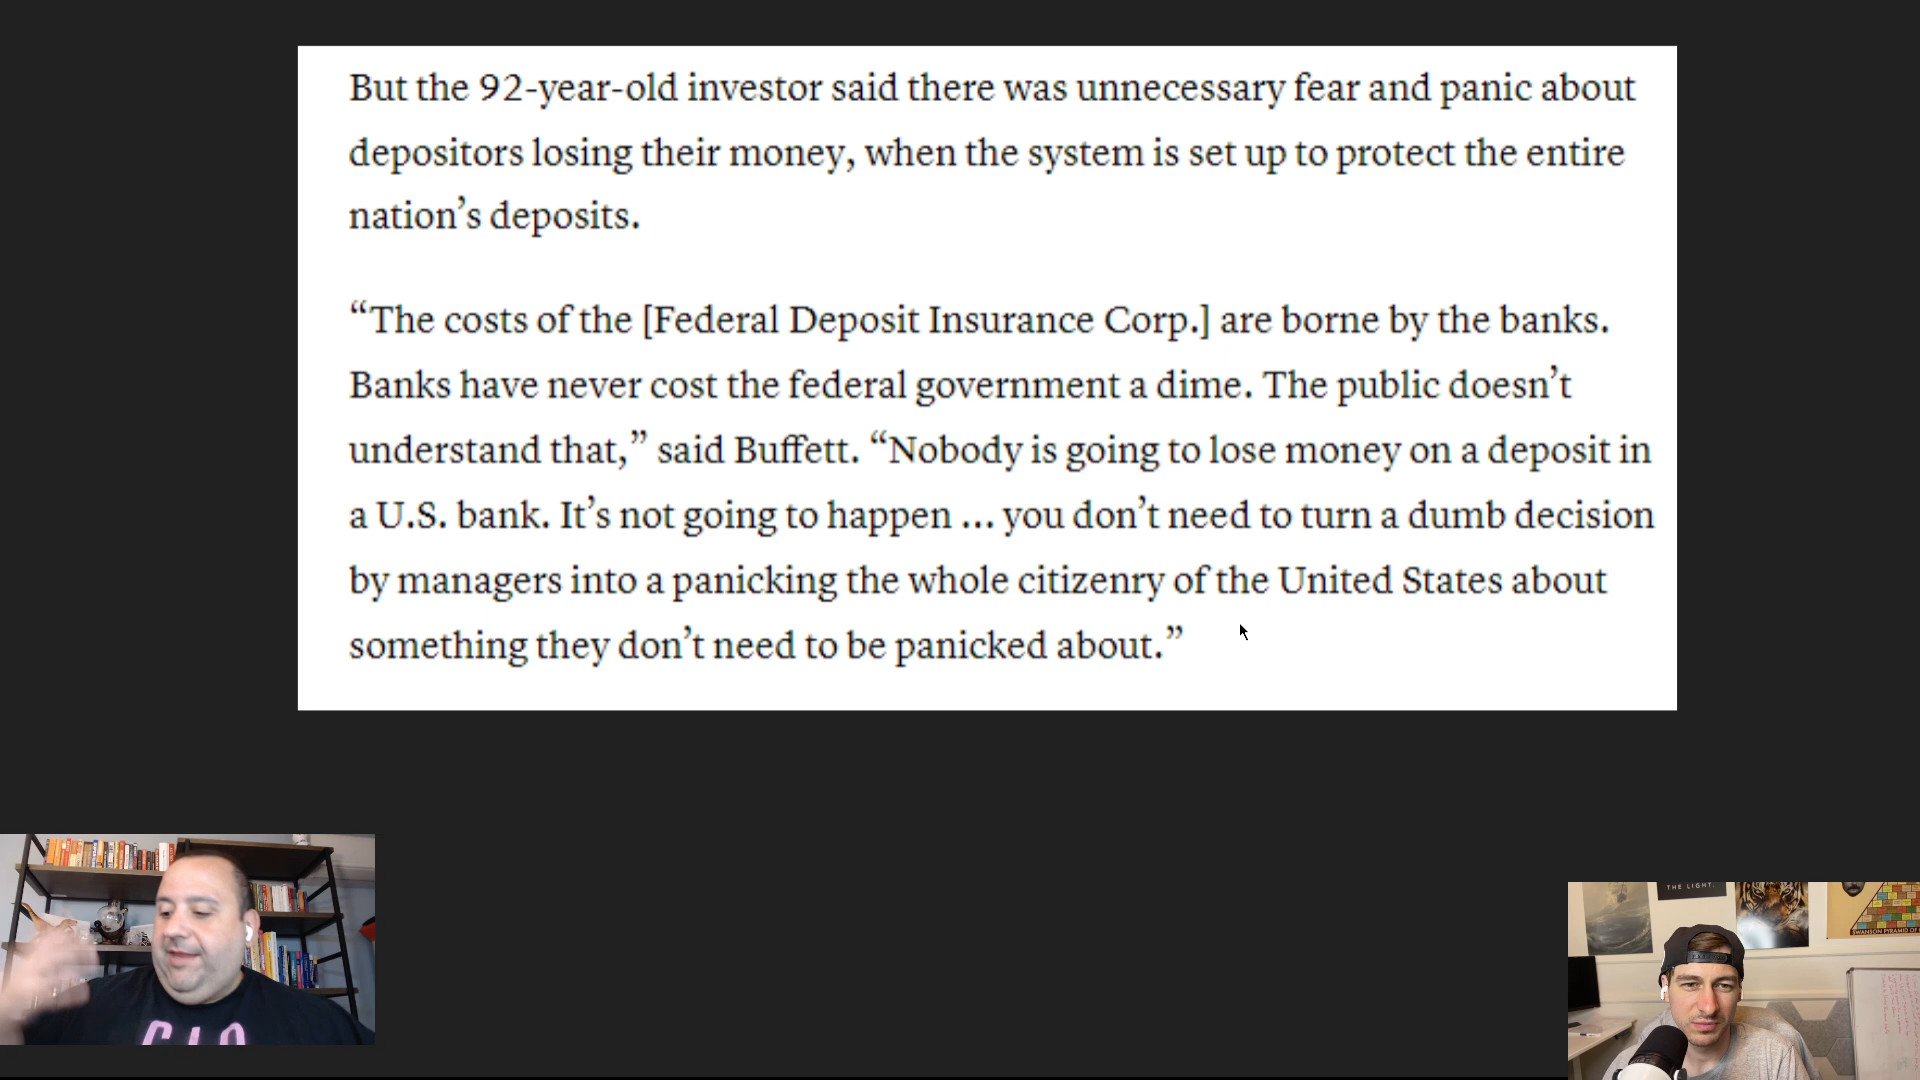 But the 92-year-old investor said there was unnecessary fear and panic about
depositors losing their money, when the system is set up to protect the entire
nation’s deposits.
“The costs of the [Federal Deposit Insurance Corp.] are borne by the banks.
Banks have never cost the federal government a dime. The public doesn’t
understand that,” said Buffett. “Nobody is going to lose money on a deposit in
a U.S. bank. It’s not going to happen ... you don’t need to turn a dumb decision
by managers into a panicking the whole citizenry of the United States about
something they don’t need to be panicked about.”
THE LIGHT.
SWANSON PYRAMID OF